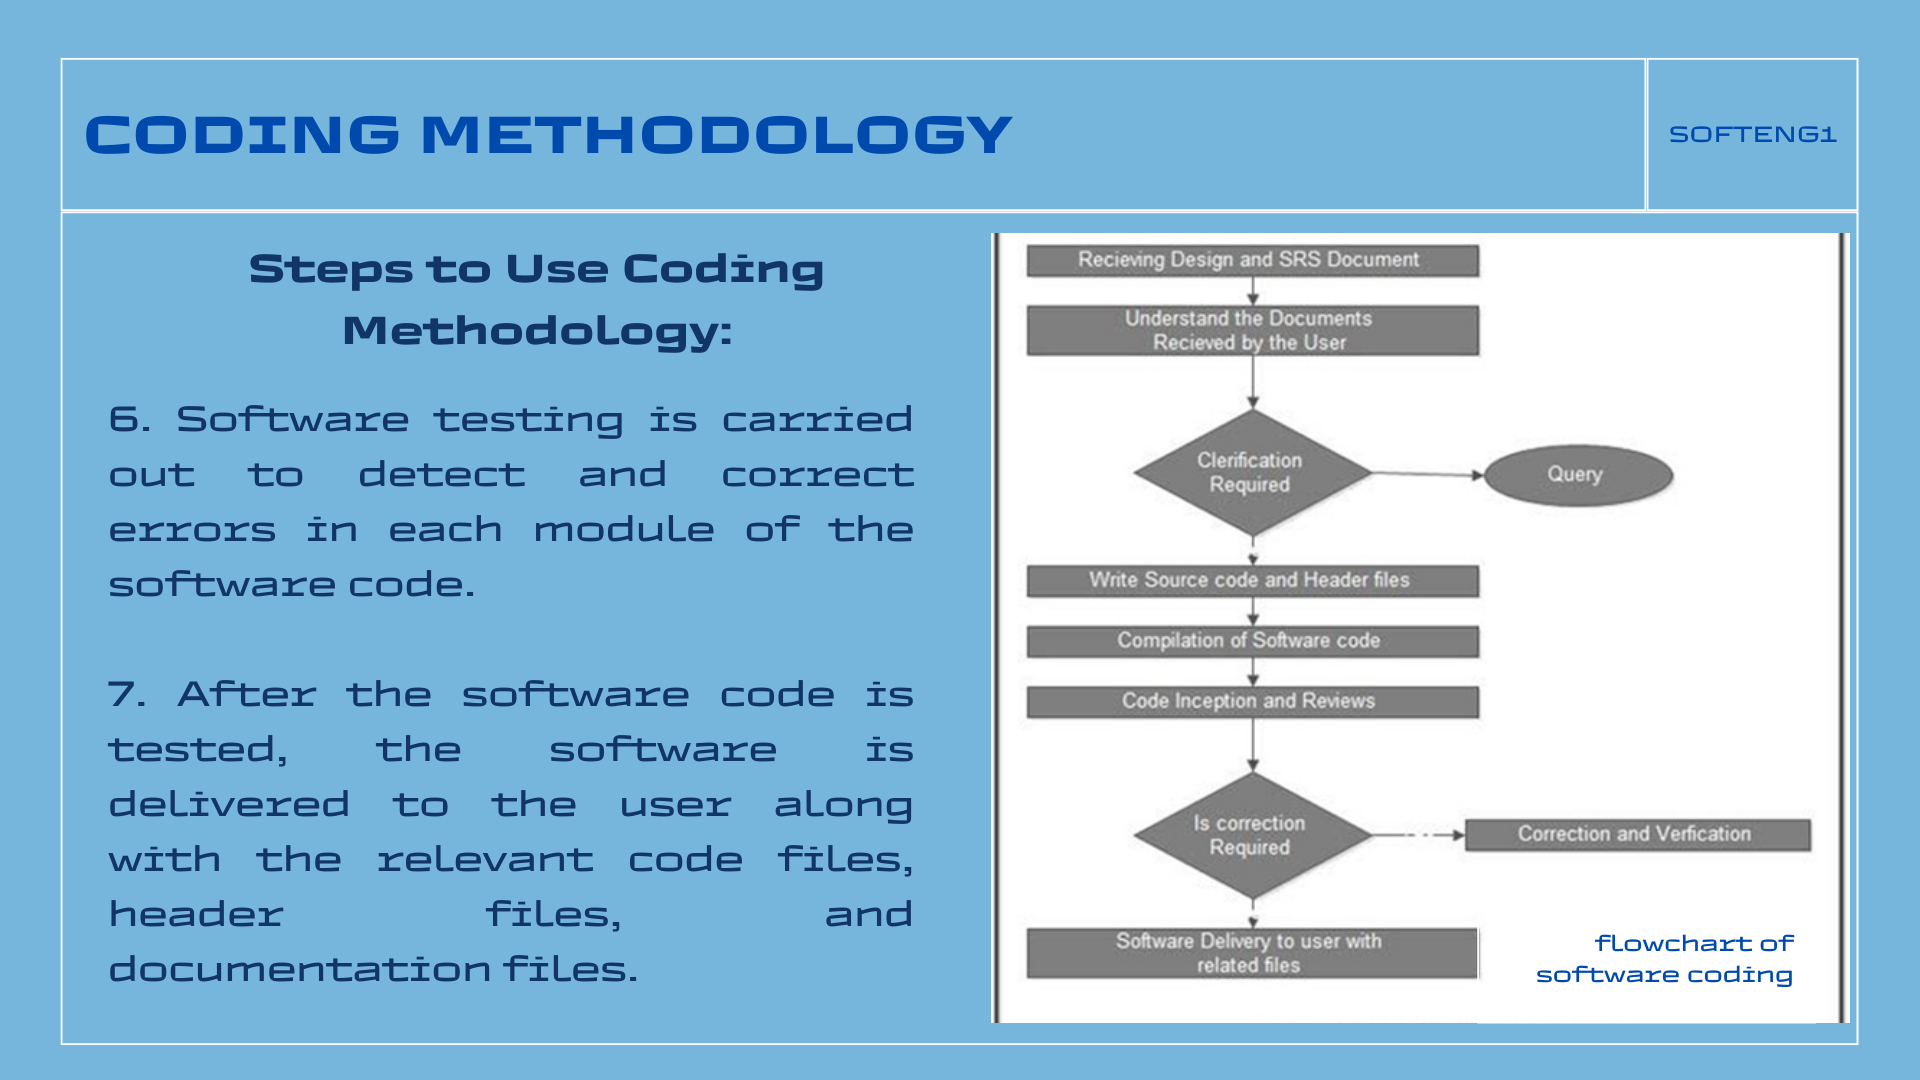 CODING METHODOLOGY
SOFTENG1
Steps to Use Coding
Methodology:
6. Software testing is carried
out to detect and correct
errors in each module of the
software code.
7. After the software code is
tested, the software is
delivered to the user along
with the relevant code files,
header files, and
documentation files.
Recieving Design and SRS Document
Understand the Documents
Recieved by the User
Clerification
Required
Query
Write Source code and Header files
Compilation of Software code
Code Inception and Reviews
Is correction
Required
Correction and Verfication
Software Delivery to user with
related files
flowchart of
software coding